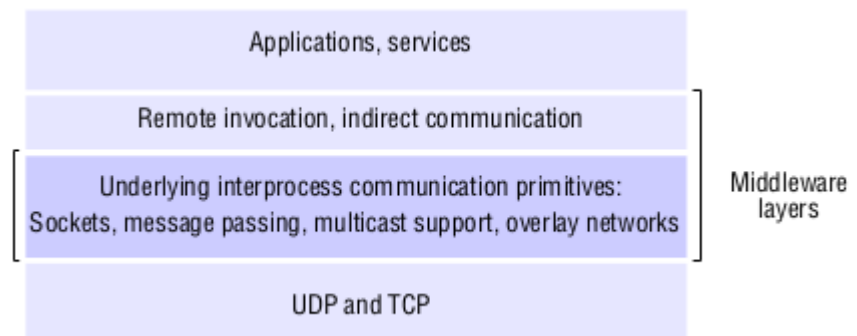 Applications, services
Remote invocation, indirect communication
Underlying interprocess communication primitives:
Sockets, message passing, multicast support, overlay networks
Middleware
layers
UDP and TCP